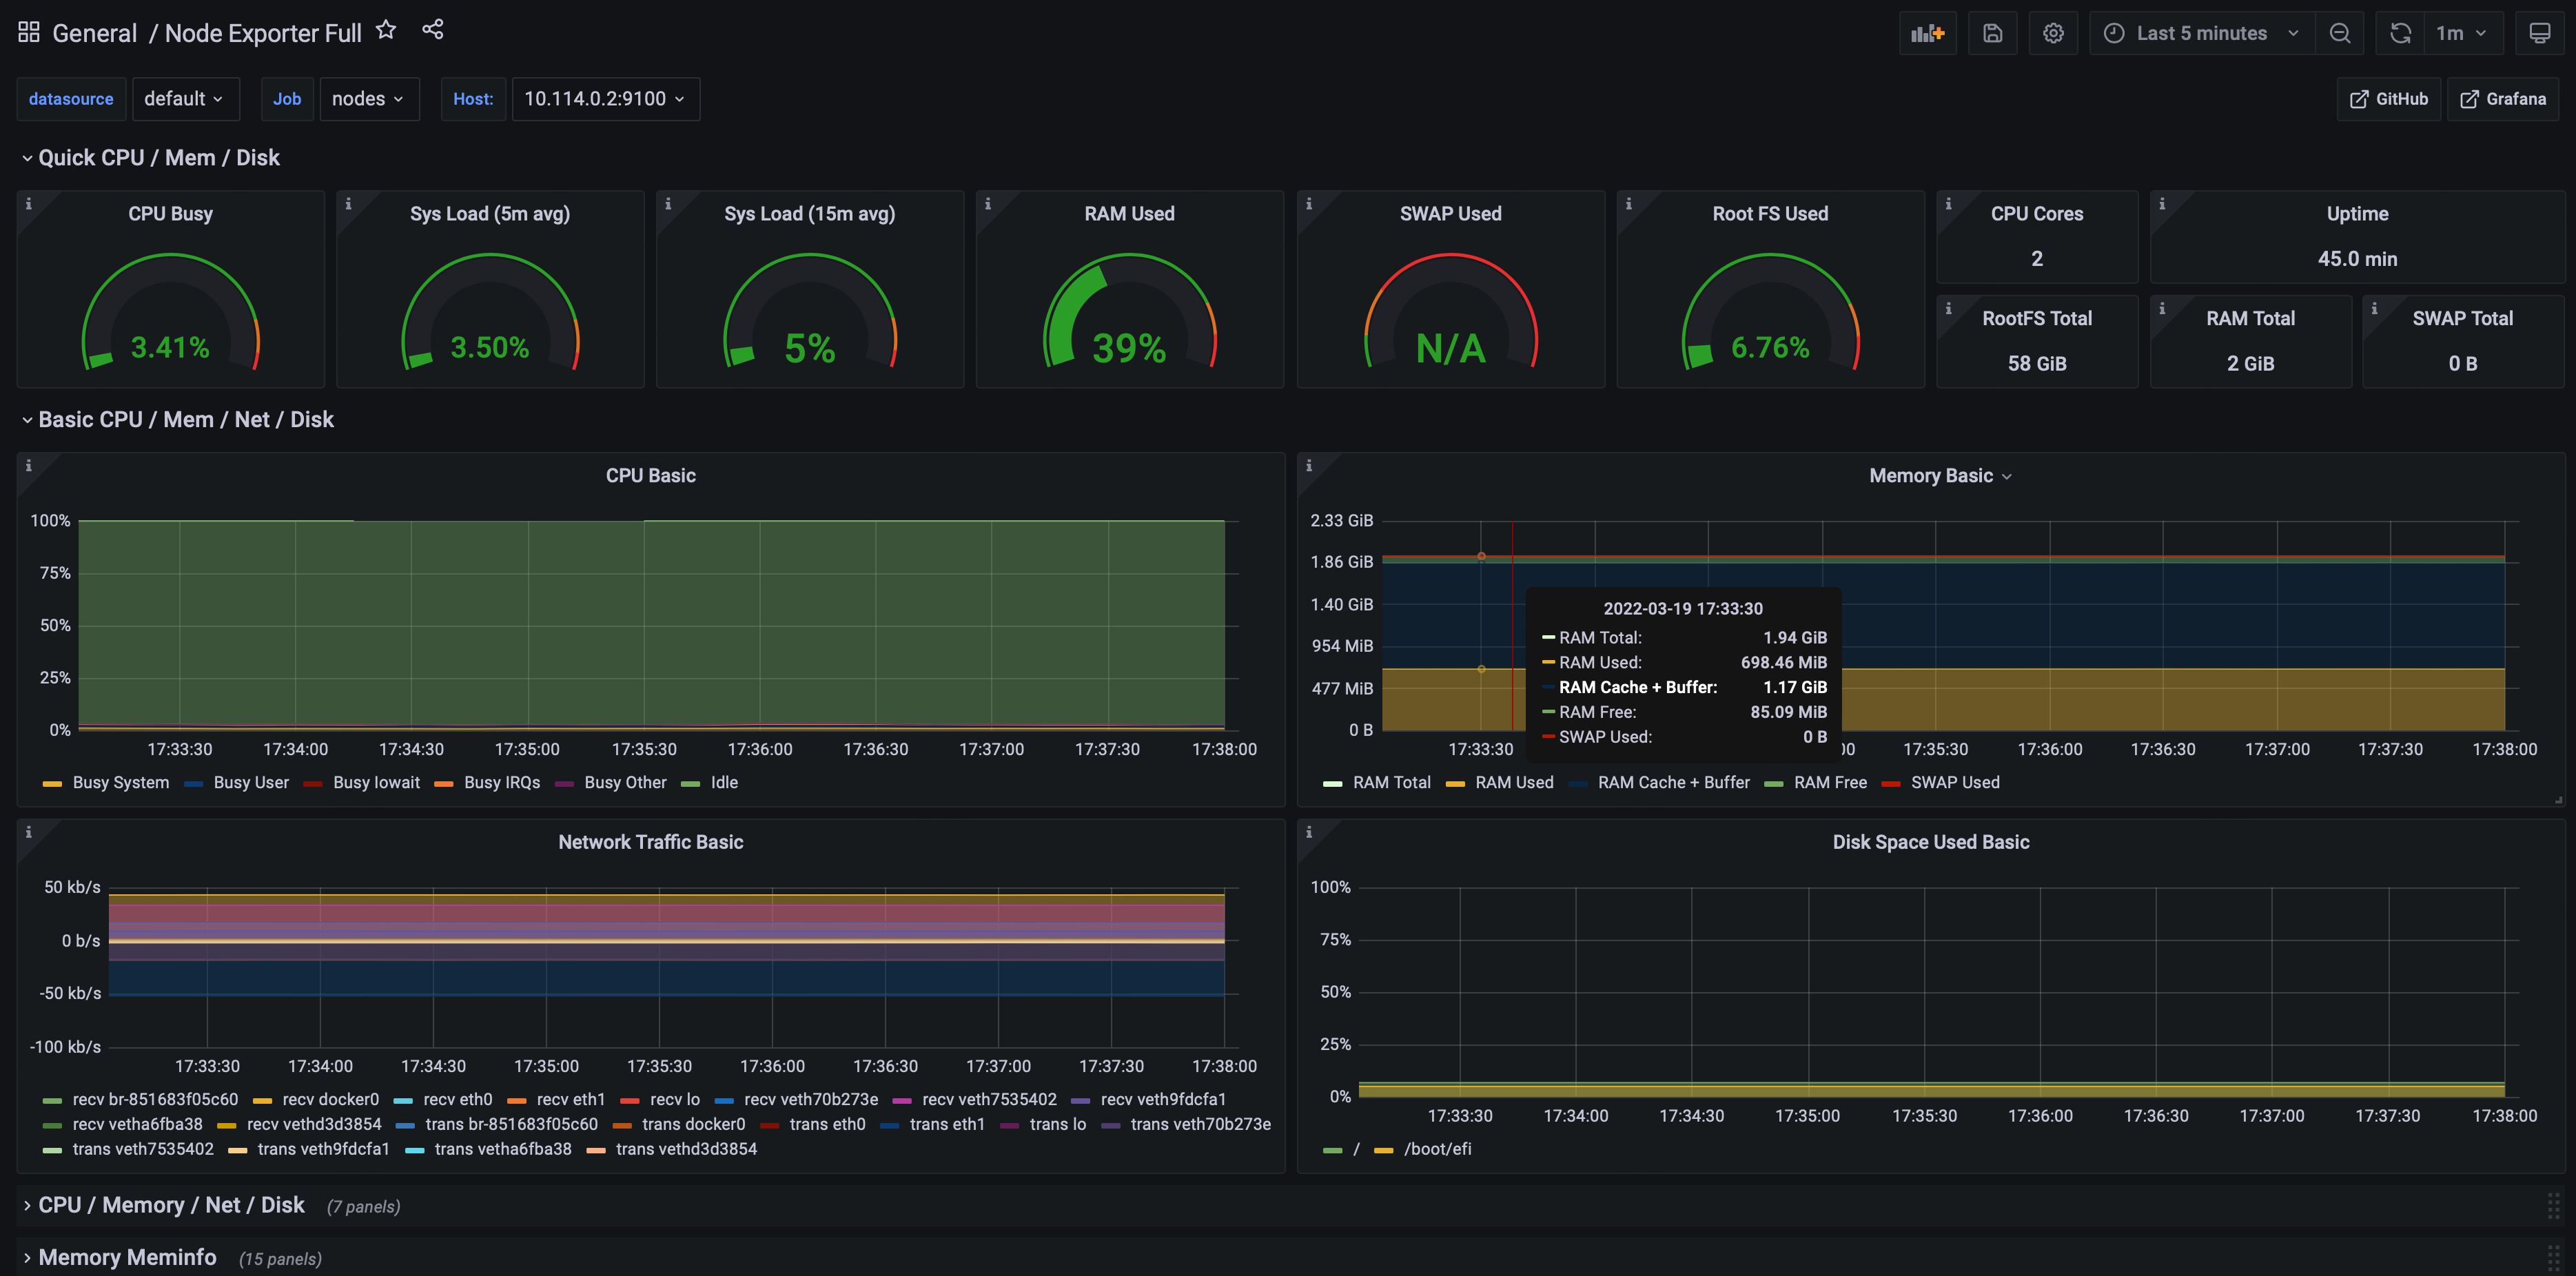 General / Node Exporter Full
Last 5 minutes
1m
datasource default Job nodes Host: 10.114.0.2:9100 GitHub Grafana
Quick CPU / Mem / Disk
CPU Busy
3.41%
Sys Load (5m avg)
3.50%
Sys Load (15m avg)
5%
RAM Used
39%
SWAP Used
N/A
Root FS Used
6.76%
CPU Cores
2
Uptime
45.0 min
RootFS Total
58 GiB
RAM Total
2 GiB
SWAP Total
0 B
Basic CPU / Mem / Net / Disk
CPU Basic
100%
75%
50%
25%
0%
17:33:30 17:34:00 17:34:30 17:35:00 17:35:30 17:36:00 17:36:30 17:37:00 17:37:30 17:38:00
Busy System Busy User Busy Iowait Busy IRQs Busy Other Idle
Memory Basic
2.33 GiB
1.86 GiB
1.40 GiB
954 MiB
477 MiB
0 B
2022-03-19 17:33:30
RAM Total: 1.94 GiB
RAM Used: 698.46 MiB
RAM Cache + Buffer: 1.17 GiB
RAM Free: 85.09 MiB
SWAP Used: 0 B
17:33:30 00 17:35:30 17:36:00 17:36:30 17:37:00 17:37:30 17:38:00
RAM Total RAM Used RAM Cache + Buffer RAM Free SWAP Used
Network Traffic Basic
50 kb/s
0 b/s
-50 kb/s
-100 kb/s
17:33:30 17:34:00 17:34:30 17:35:00 17:35:30 17:36:00 17:36:30 17:37:00 17:37:30 17:38:00
recv br-851683f05c60 recv docker0 recv eth0 recv eth1 recv lo recv veth70b273e recv veth7535402 recv veth9fdcfa1
recv vetha6fba38 recv vethd3d3854 trans br-851683f05c60 trans docker0 trans eth0 trans eth1 trans lo trans veth70b273e
trans veth7535402 trans veth9fdcfa1 trans vetha6fba38 trans vethd3d3854
Disk Space Used Basic
100%
75%
50%
25%
0%
17:33:30 17:34:00 17:34:30 17:35:00 17:35:30 17:36:00 17:36:30 17:37:00 17:37:30 17:38:00
/ /boot/efi
CPU / Memory / Net / Disk (7 panels)
Memory Meminfo (15 panels)